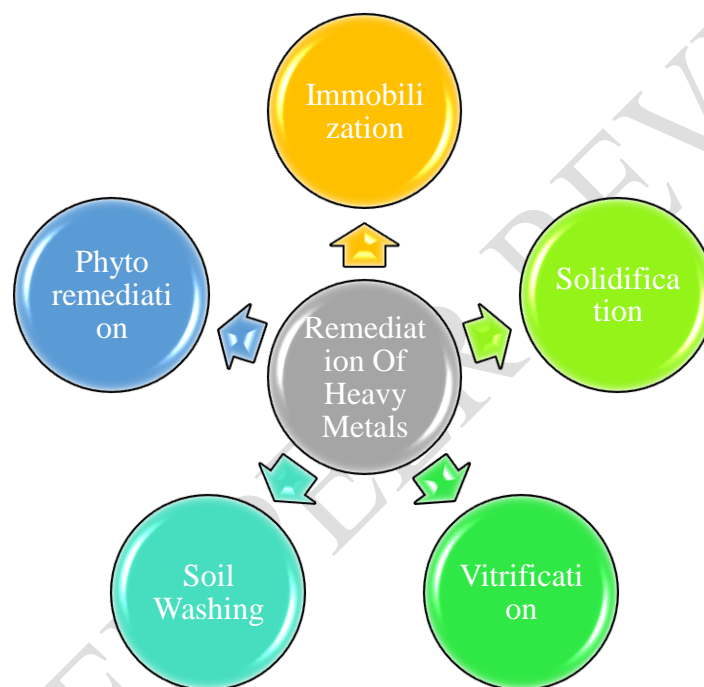 Immobili
zation
Phyto
remediati
on
Solidifica
tion
Remediat
ion Of
Heavy
Metals
Soil
Washing
Vitrificati
on